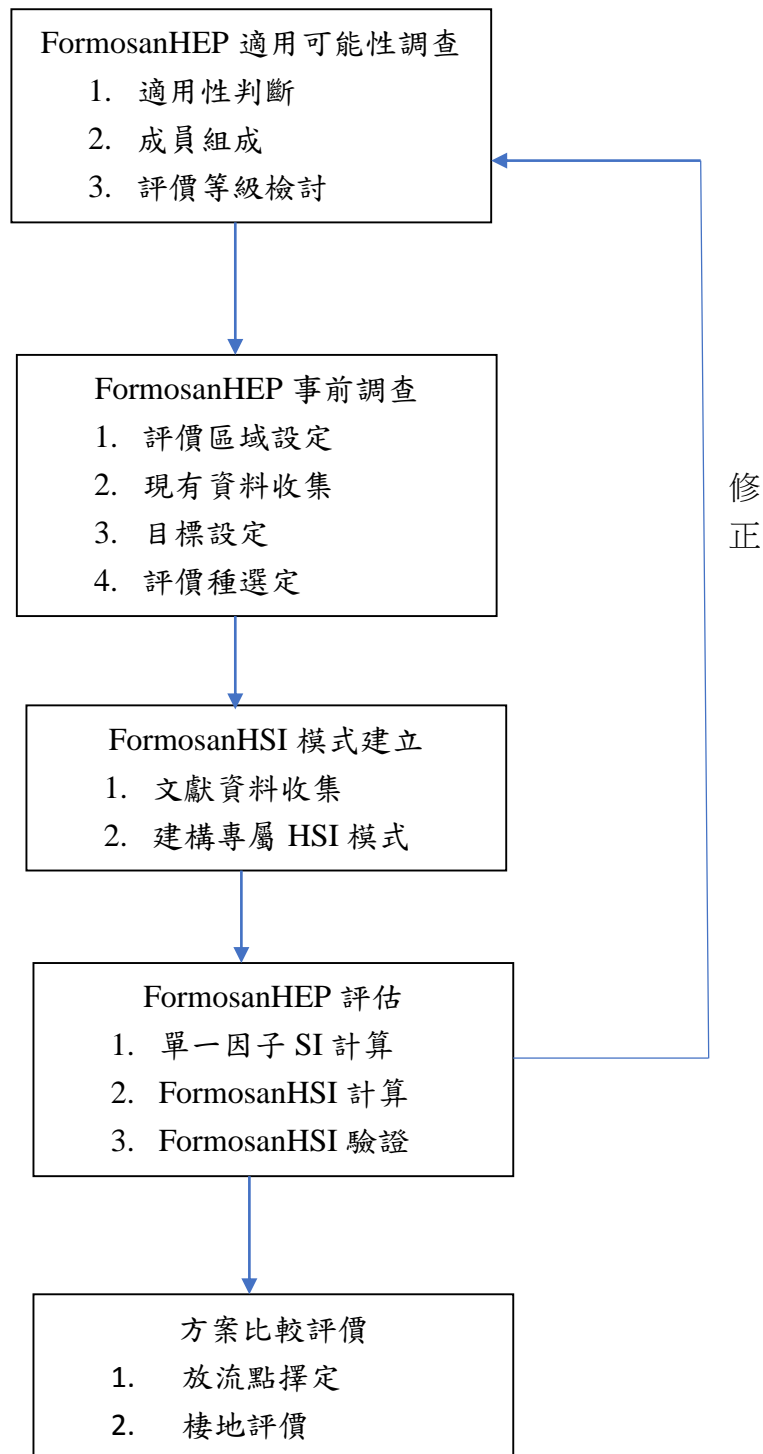 FormosanHEP 適用可能性調查
1. 適用性判斷
2. 成員組成
3. 評價等級檢討
FormosanHEP 事前調查
1. 評價區域設定
2. 現有資料收集
3. 目標設定
4. 評價種選定
修
正
FormosanHSI 模式建立
1. 文獻資料收集
2. 建構專屬 HSI 模式
FormosanHEP 評估
1. 單一因子 SI 計算
2. FormosanHSI 計算
3. FormosanHSI 驗證
方案比較評價
1. 放流點擇定
2. 棲地評價